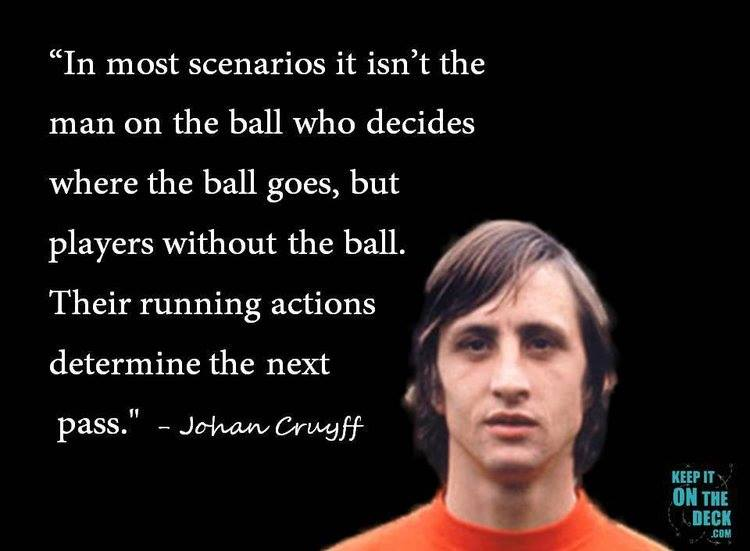 “In most scenarios it isn’t the
man on the ball who decides
where the ball goes, but
players without the ball.
Their running actions
determine the next
pass." - Johan Cruyff
KEEP IT
ON THE
DECK
.COM